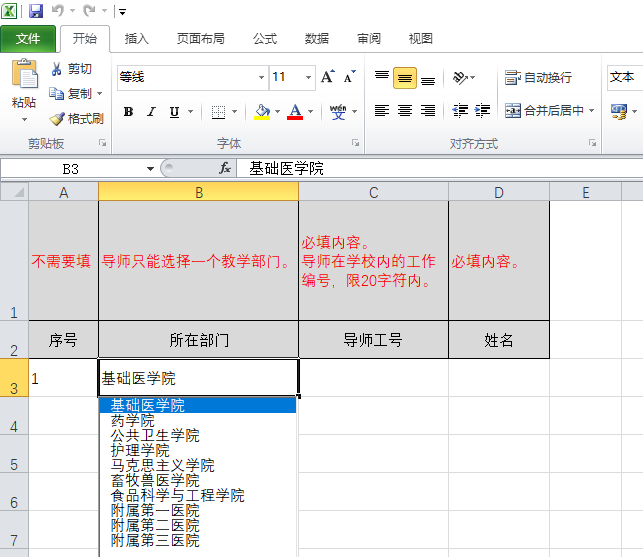 文件 开始 插入 页面布局 公式 数据 审阅 视图
粘贴 剪切 复制 格式刷
等线 11 A A 自动换行 文本
B I U A wén 合并后居中
剪贴板 字体 对齐方式
B3 fx 基础医学院
A B C D E
1 不需要填 导师只能选择一个教学部门。 必填内容。
导师在学校内的工作
编号，限20字符内。 必填内容。
2 序号 所在部门 导师工号 姓名
3 1 基础医学院
基础医学院
4 药学院
公共卫生学院
护理学院
5 马克思主义学院
畜牧兽医学院
6 食品科学与工程学院
附属第一医院
附属第二医院
7 附属第三医院